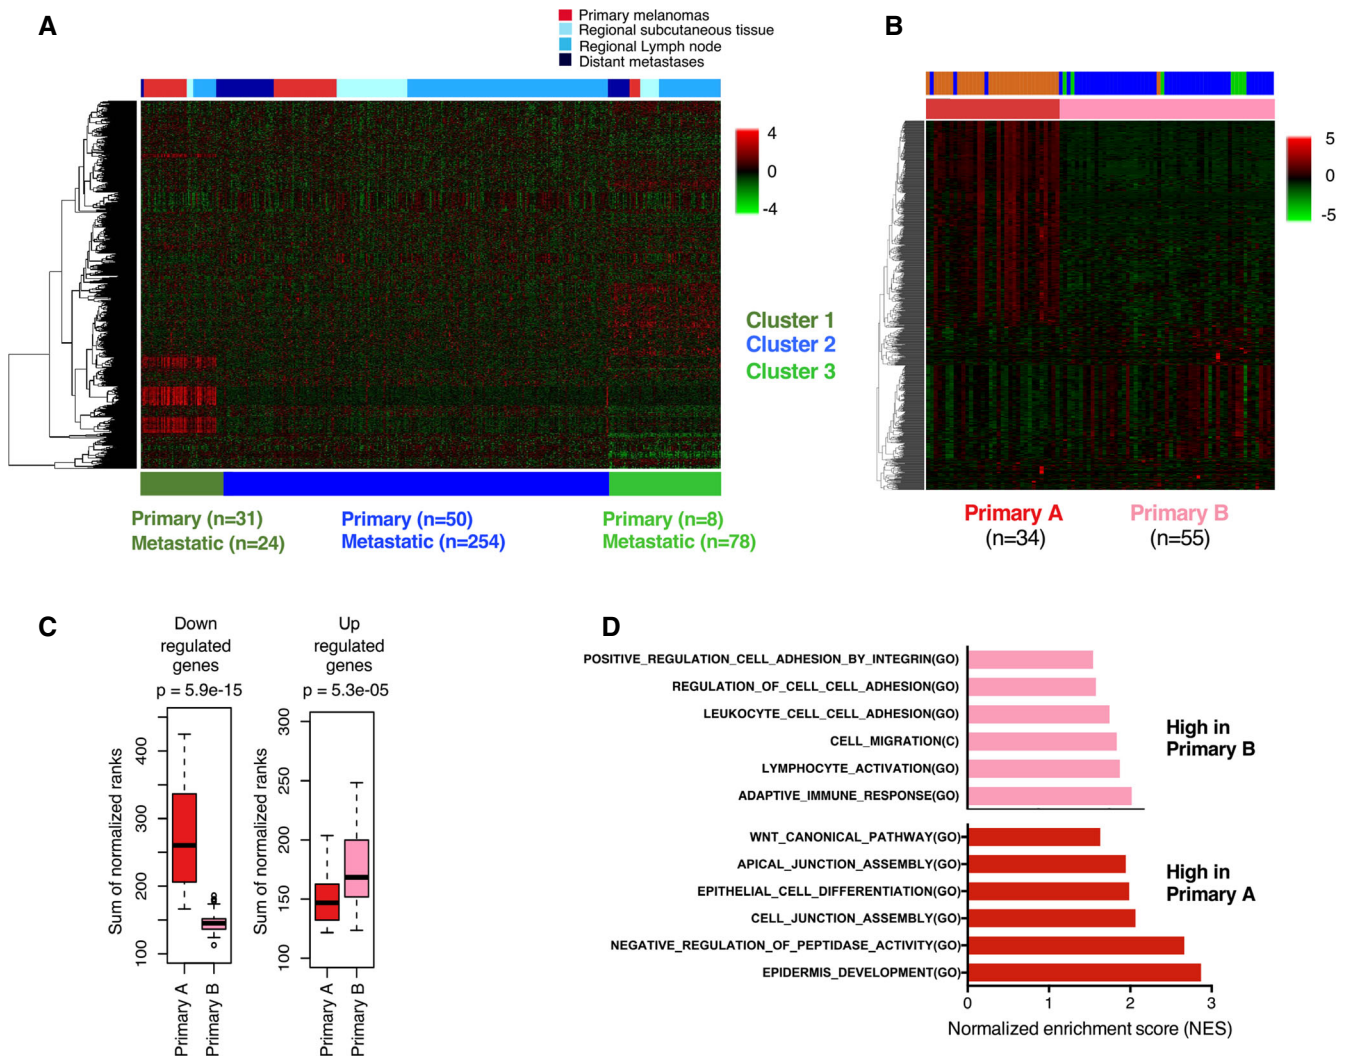 A
Primary melanomas
Regional subcutaneous tissue
Regional Lymph node
Distant metastases
4
0
-4
Cluster 1
Cluster 2
Cluster 3
Primary (n=31)
Metastatic (n=24)
Primary (n=50)
Metastatic (n=254)
Primary (n=8)
Metastatic (n=78)
B
5
0
-5
Primary A
(n=34)
Primary B
(n=55)
C
Down
regulated
genes
p = 5.9e-15
Sum of normalized ranks
400
300
200
100
Primary A
Primary B
Up
regulated
genes
p = 5.3e-05
Sum of normalized ranks
300
250
200
150
100
Primary A
Primary B
D
POSITIVE_REGULATION_CELL_ADHESION_BY_INTEGRIN(GO)
REGULATION_OF_CELL_CELL_ADHESION(GO)
LEUKOCYTE_CELL_CELL_ADHESION(GO)
CELL_MIGRATION(C)
LYMPHOCYTE_ACTIVATION(GO)
ADAPTIVE_IMMUNE_RESPONSE(GO)
High in
Primary B
WNT_CANONICAL_PATHWAY(GO)
APICAL_JUNCTION_ASSEMBLY(GO)
EPITHELIAL_CELL_DIFFERENTIATION(GO)
CELL_JUNCTION_ASSEMBLY(GO)
NEGATIVE_REGULATION_OF_PEPTIDASE_ACTIVITY(GO)
EPIDERMIS_DEVELOPMENT(GO)
High in
Primary A
0 1 2 3
Normalized enrichment score (NES)